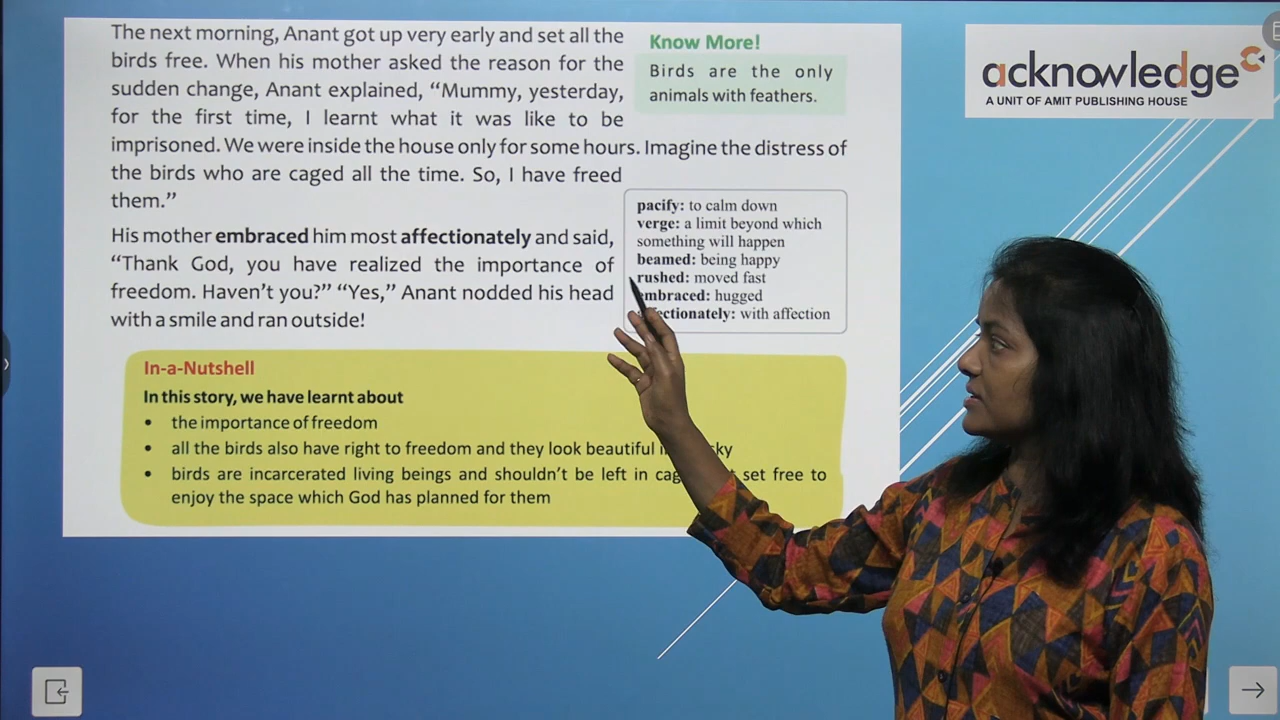 The next morning, Anant got up very early and set all the
birds free. When his mother asked the reason for the
sudden change, Anant explained, “Mummy, yesterday,
for the first time, I learnt what it was like to be
imprisoned. We were inside the house only for some hours. Imagine the distress of
the birds who are caged all the time. So, I have freed
them.”
Know More!
Birds are the only
animals with feathers.
His mother embraced him most affectionately and said,
“Thank God, you have realized the importance of
freedom. Haven’t you?” “Yes,” Anant nodded his head
with a smile and ran outside!
pacify: to calm down
verge: a limit beyond which
something will happen
beamed: being happy
rushed: moved fast
embraced: hugged
affectionately: with affection
In-a-Nutshell
In this story, we have learnt about
• the importance of freedom
• all the birds also have right to freedom and they look beautiful
• birds are incarcerated living beings and shouldn’t be left in set free to
enjoy the space which God has planned for them
acknowledge
A UNIT OF AMIT PUBLISHING HOUSE